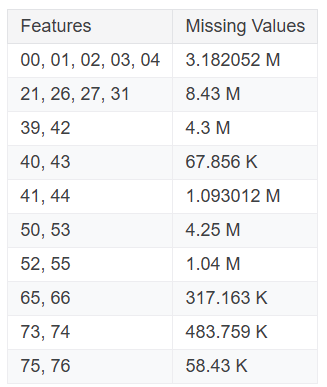 Features Missing Values
00, 01, 02, 03, 04 3.182052 M
21, 26, 27, 31 8.43 M
39, 42 4.3 M
40, 43 67.856 K
41, 44 1.093012 M
50, 53 4.25 M
52, 55 1.04 M
65, 66 317.163 K
73, 74 483.759 K
75, 76 58.43 K